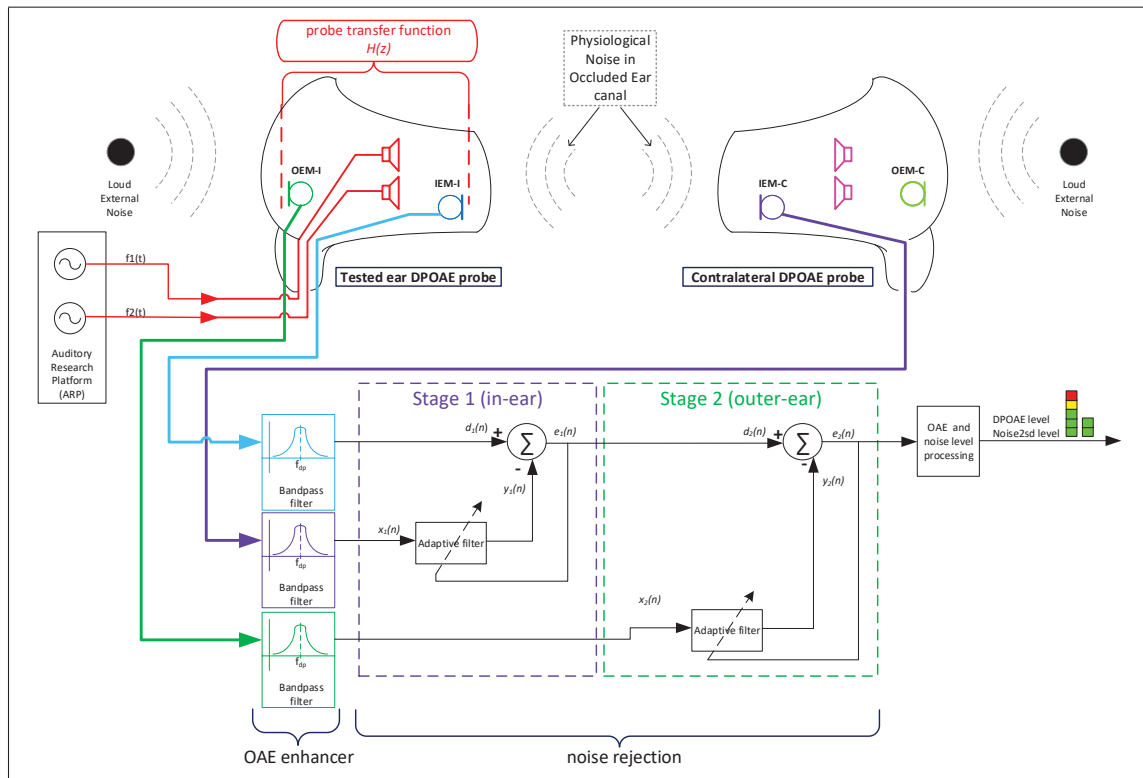 probe transfer function
H(z)
Physiological
Noise in
Occluded Ear
canal
Loud
External
Noise
OEM-I
IEM-I
IEM-C
OEM-C
Loud
External
Noise
Tested ear DPOAE probe
Contralateral DPOAE probe
f1(t)
f2(t)
Auditory
Research
Platform
(ARP)
Stage 1 (in-ear)
Stage 2 (outer-ear)
f_dp
Bandpass
filter
d₁(n)
+
Σ
-
e₁(n)
y₁(n)
d₂(n)
+
Σ
-
e₂(n)
y₂(n)
OAE and
noise level
processing
DPOAE level
Noise2sd level
f_dp
Bandpass
filter
x₁(n)
Adaptive filter
f_dp
Bandpass
filter
x₂(n)
Adaptive filter
OAE enhancer
noise rejection